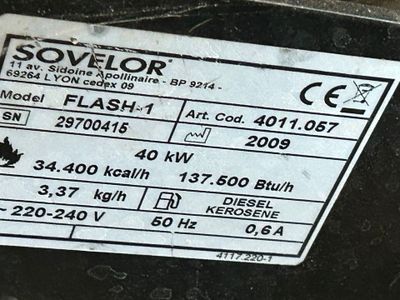 SOVELOR®
11 av. Sidoine Apollinaire - BP 9214 -
69264 LYON cedex 09
CE
Model FLASH-1 Art. Cod. 4011.057
SN 29700415 2009
40 kW
34.400 kcal/h 137.500 Btu/h
3,37 kg/h DIESEL KEROSENE
~ 220-240 V 50 Hz 0,6 A
4117.220-1